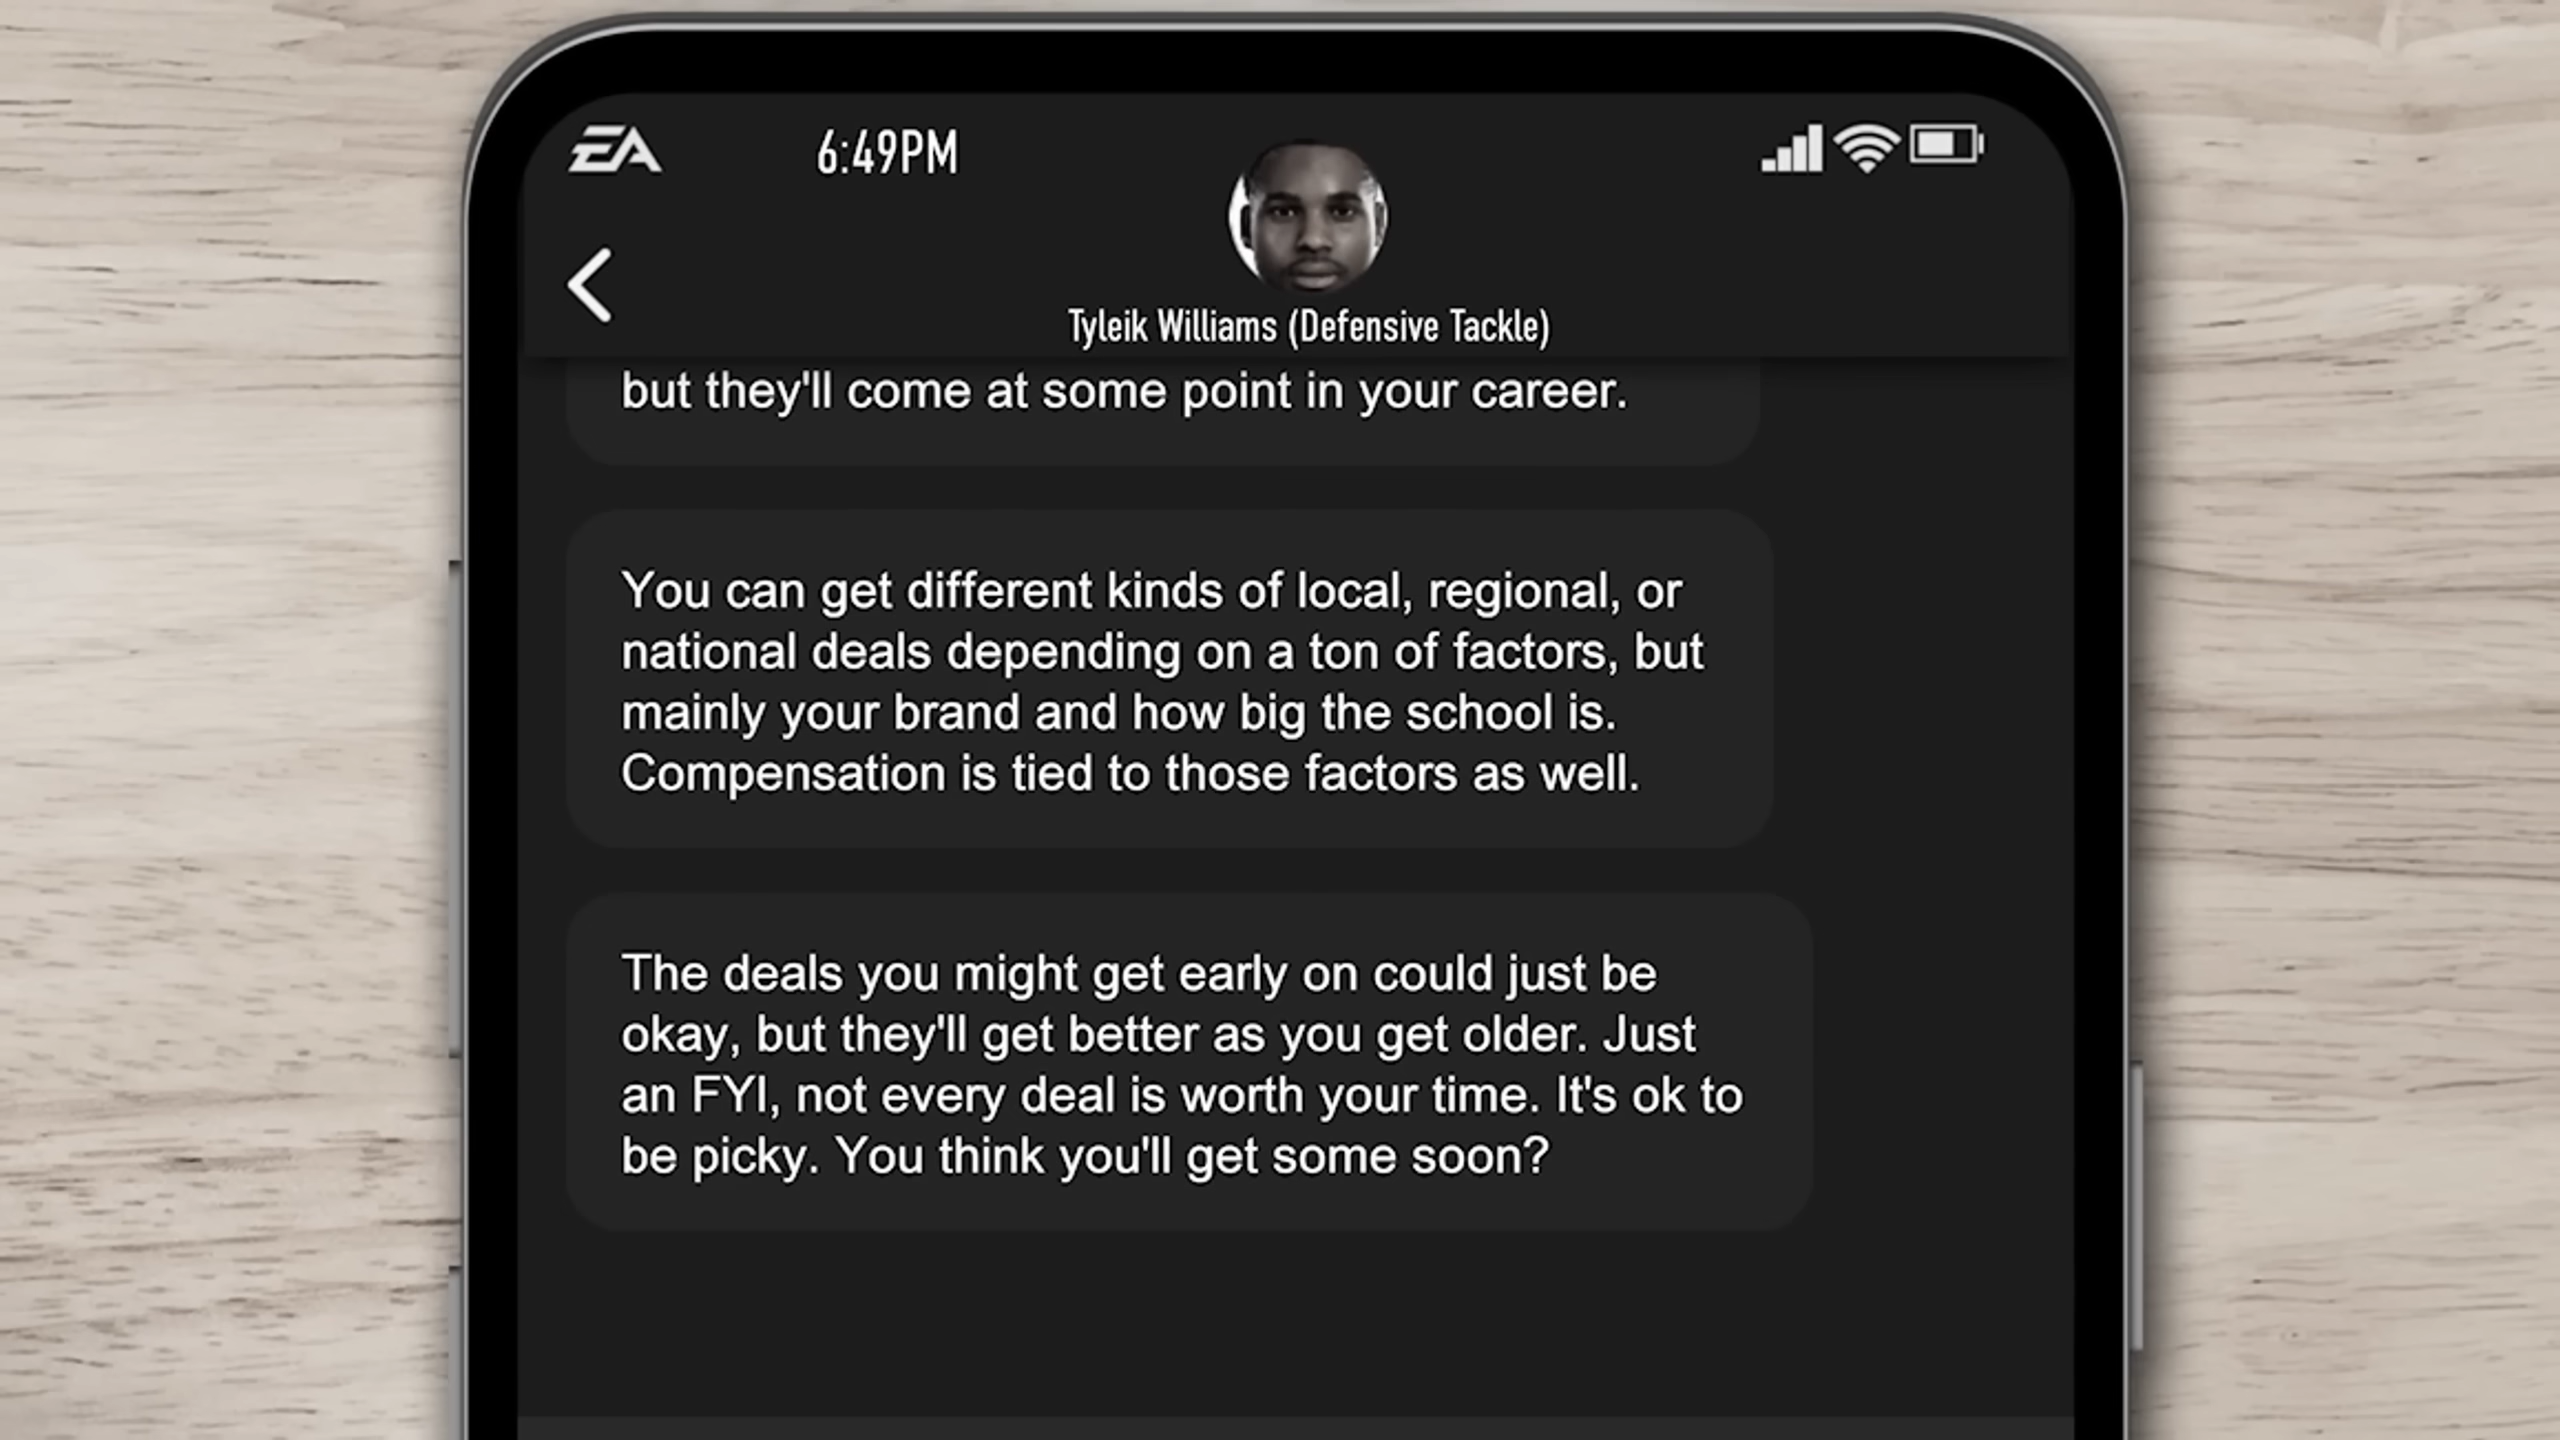 EA
6:49PM
Tyleik Williams (Defensive Tackle)
but they'll come at some point in your career.
You can get different kinds of local, regional, or
national deals depending on a ton of factors, but
mainly your brand and how big the school is.
Compensation is tied to those factors as well.
The deals you might get early on could just be
okay, but they'll get better as you get older. Just
an FYI, not every deal is worth your time. It's ok to
be picky. You think you'll get some soon?